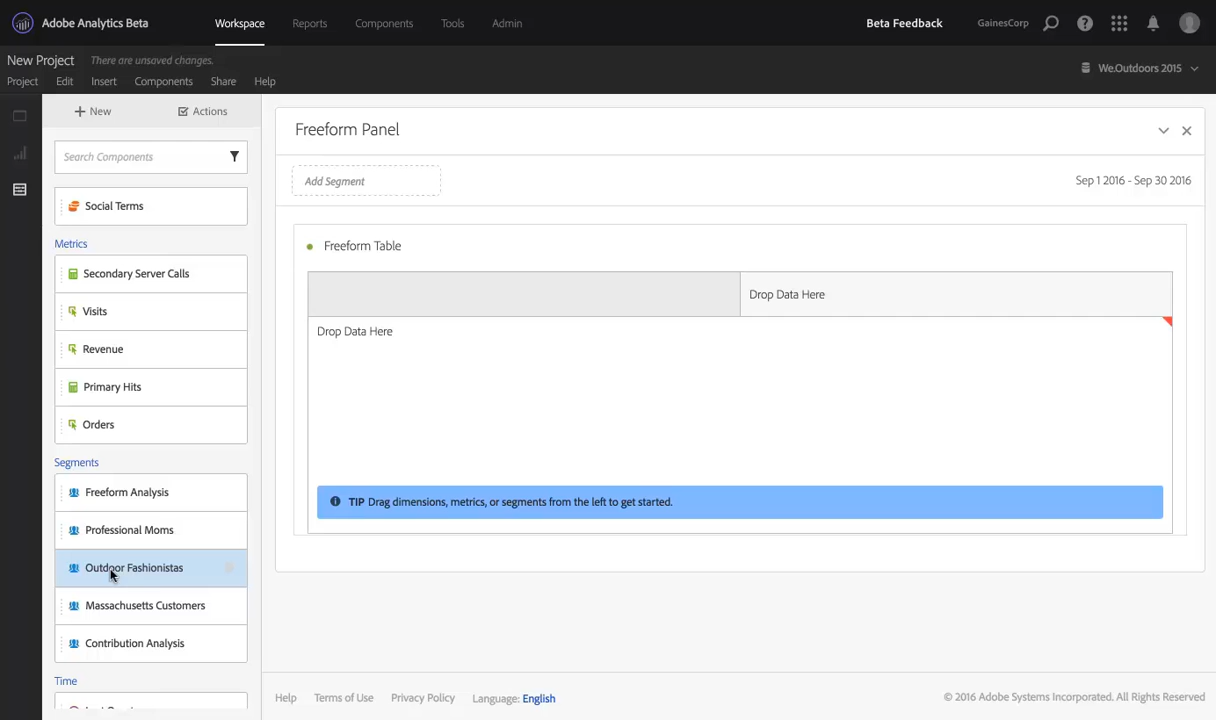 Adobe Analytics Beta
Workspace
Reports
Components
Tools
Admin
Beta Feedback
GainesCorp
New Project
There are unsaved changes.
Project
Edit
Insert
Components
Share
Help
We.Outdoors 2015
New
Actions
Search Components
Social Terms
Metrics
Secondary Server Calls
Visits
Revenue
Primary Hits
Orders
Segments
Freeform Analysis
Professional Moms
Outdoor Fashionistas
Massachusetts Customers
Contribution Analysis
Time
Freeform Panel
Add Segment
Sep 1 2016 - Sep 30 2016
Freeform Table
Drop Data Here
Drop Data Here
TIP Drag dimensions, metrics, or segments from the left to get started.
Help
Terms of Use
Privacy Policy
Language: English
© 2016 Adobe Systems Incorporated. All Rights Reserved